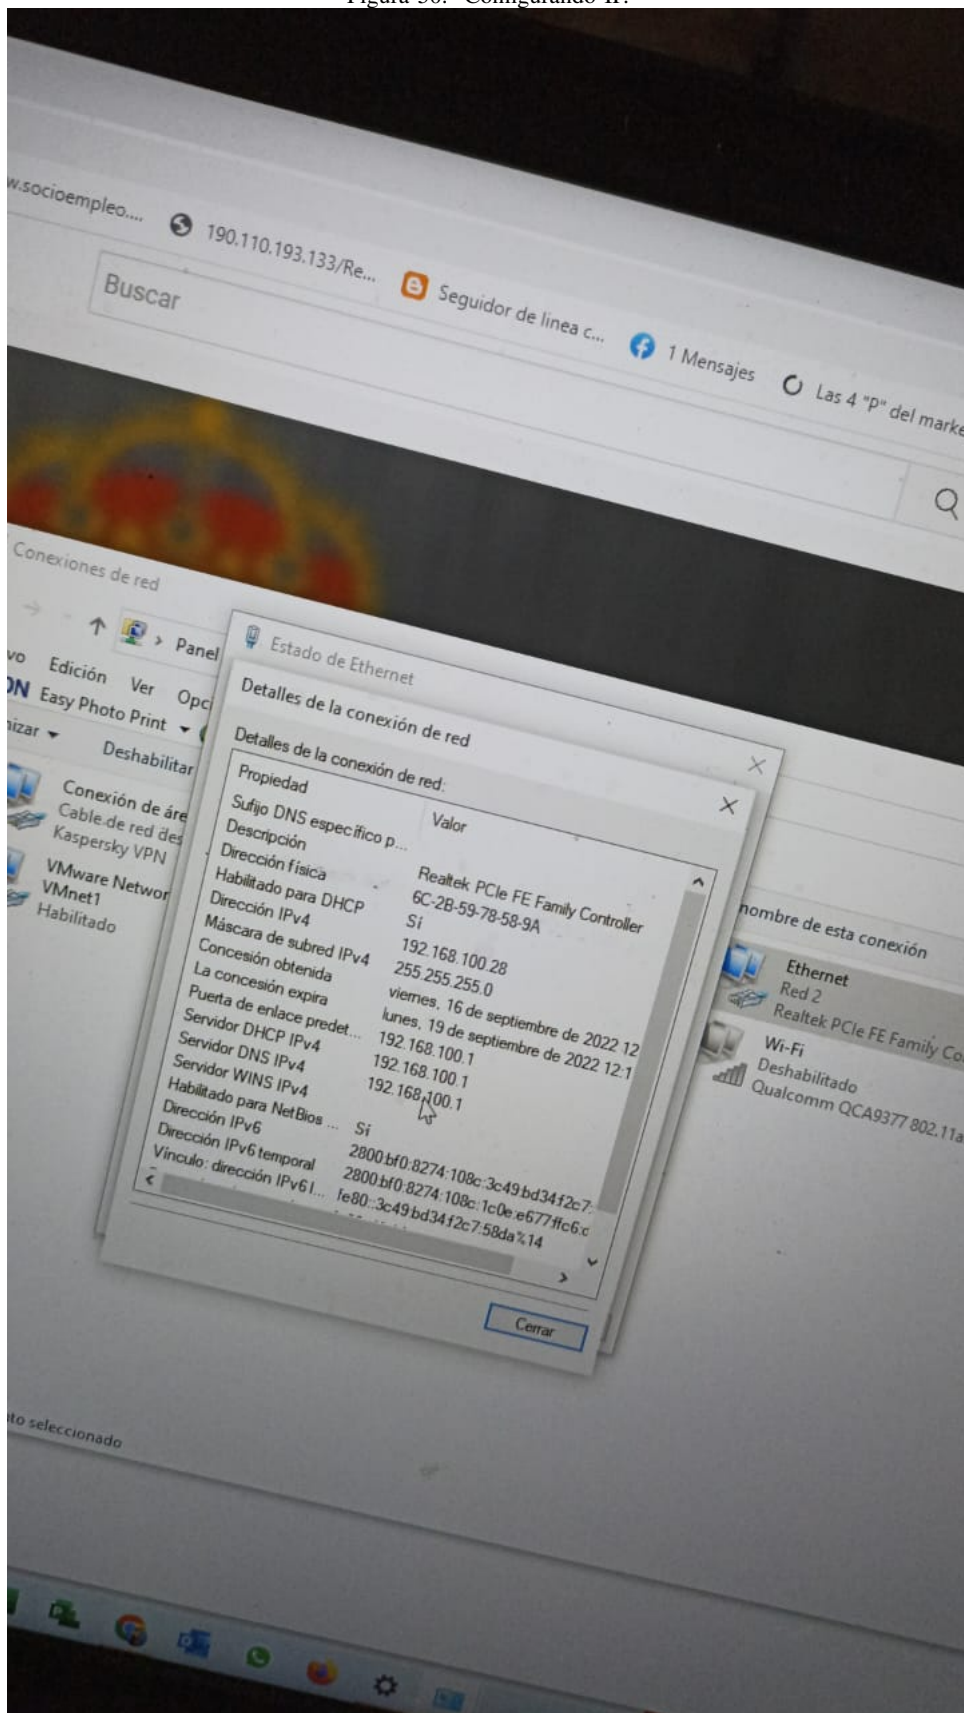 w.socioempleo....
190.110.193.133/Re...
Seguidor de linea c...
1 Mensajes
Las 4 "P" del marke
Buscar
Conexiones de red
Panel
vo Edición Ver Opci
ON Easy Photo Print
nizar Deshabilitar
Conexión de áre
Cable de red des
Kaspersky VPN
VMware Networ
VMnet1
Habilitado
Estado de Ethernet
Detalles de la conexión de red
Detalles de la conexión de red:
Propiedad Valor
Sufijo DNS específico p...
Descripción Realtek PCIe FE Family Controller
Dirección física 6C-2B-59-78-58-9A
Habilitado para DHCP Sí
Dirección IPv4 192.168.100.28
Máscara de subred IPv4 255.255.255.0
Concesión obtenida viernes, 16 de septiembre de 2022 12
La concesión expira lunes, 19 de septiembre de 2022 12:1
Puerta de enlace predet... 192.168.100.1
Servidor DHCP IPv4 192.168.100.1
Servidor DNS IPv4 192.168.100.1
Servidor WINS IPv4
Habilitado para NetBios ... Sí
Dirección IPv6 2800:bf0:8274:108c:3c49:bd34:f2c7:
Dirección IPv6 temporal 2800:bf0:8274:108c:1c0e:e677:ffc6:c
Vínculo: dirección IPv6 l... fe80::3c49:bd34:f2c7:58da%14
Cerrar
nombre de esta conexión
Ethernet
Red 2
Realtek PCIe FE Family Co
Wi-Fi
Deshabilitado
Qualcomm QCA9377 802.11a
nto seleccionado